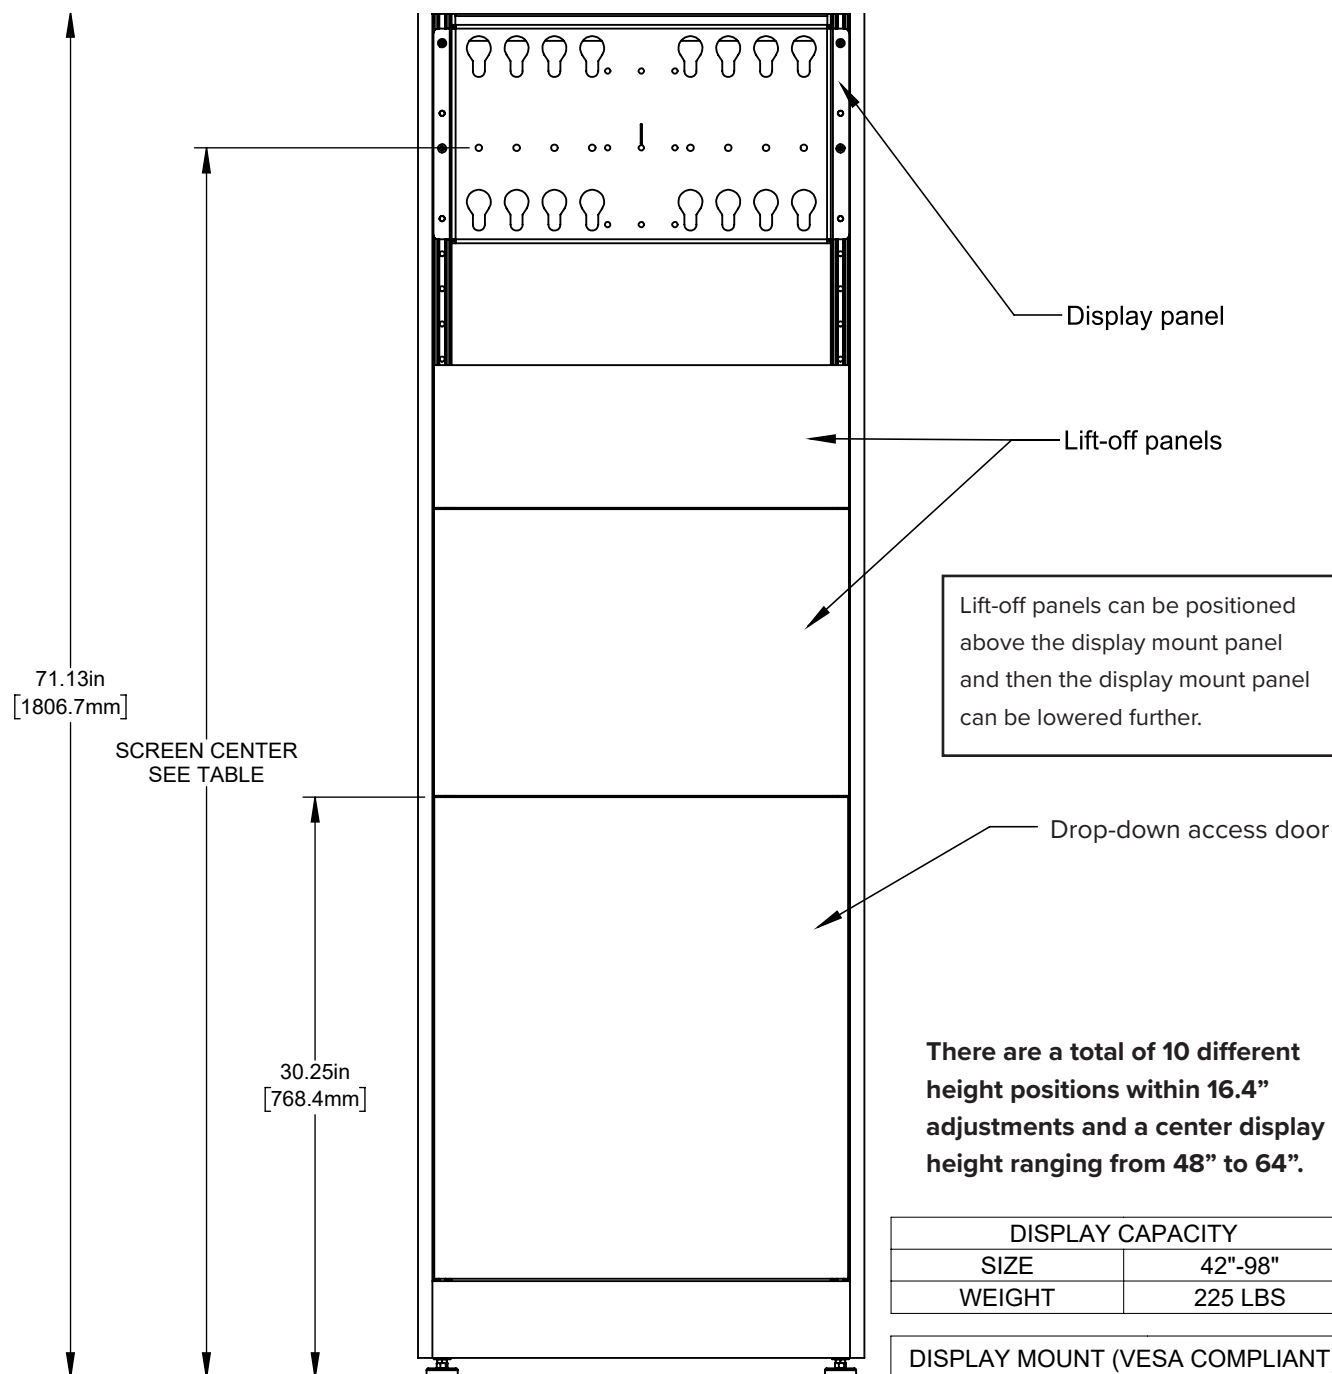 Display panel
Lift-off panels
Lift-off panels can be positioned
above the display mount panel
and then the display mount panel
can be lowered further.
71.13in
[1806.7mm]
SCREEN CENTER
SEE TABLE
Drop-down access door
30.25in
[768.4mm]
There are a total of 10 different
height positions within 16.4”
adjustments and a center display
height ranging from 48” to 64”.
DISPLAY CAPACITY
SIZE 42"-98"
WEIGHT 225 LBS
DISPLAY MOUNT (VESA COMPLIANT